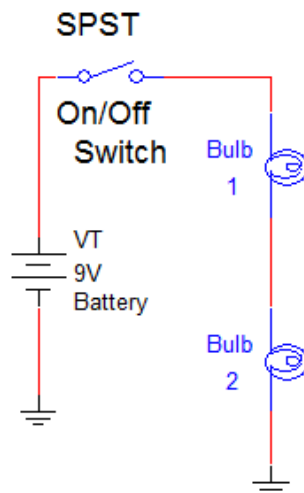 SPST
On/Off
Switch
Bulb
1
VT
9V
Battery
Bulb
2